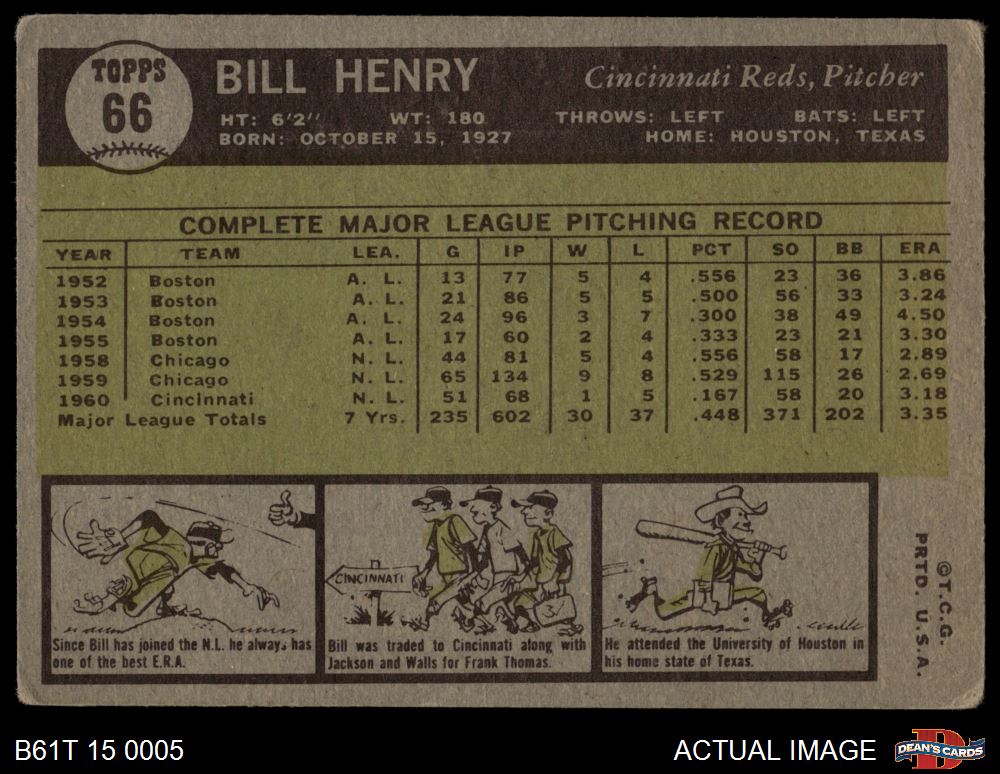 TOPPS
66
BILL HENRY
Cincinnati Reds, Pitcher
HT: 6'2" WT: 180 THROWS: LEFT BATS: LEFT
BORN: OCTOBER 15, 1927 HOME: HOUSTON, TEXAS
COMPLETE MAJOR LEAGUE PITCHING RECORD
YEAR TEAM LEA. G IP W L PCT SO BB ERA
1952 Boston A. L. 13 77 5 4 .556 23 36 3.86
1953 Boston A. L. 21 86 5 5 .500 56 33 3.24
1954 Boston A. L. 24 96 3 7 .300 38 49 4.50
1955 Boston A. L. 17 60 2 4 .333 23 21 3.30
1958 Chicago N. L. 44 81 5 4 .556 58 17 2.89
1959 Chicago N. L. 65 134 9 8 .529 115 26 2.69
1960 Cincinnati N. L. 51 68 1 5 .167 58 20 3.18
Major League Totals 7 Yrs. 235 602 30 37 .448 371 202 3.35
Since Bill has joined the N.L. he always has
one of the best E.R.A.
CINCINNATI
Bill was traded to Cincinnati along with
Jackson and Walls for Frank Thomas.
He attended the University of Houston in
his home state of Texas.
©T.C.G.
PRTD. U.S.A.
B61T 15 0005
ACTUAL IMAGE
DEAN'S CARDS